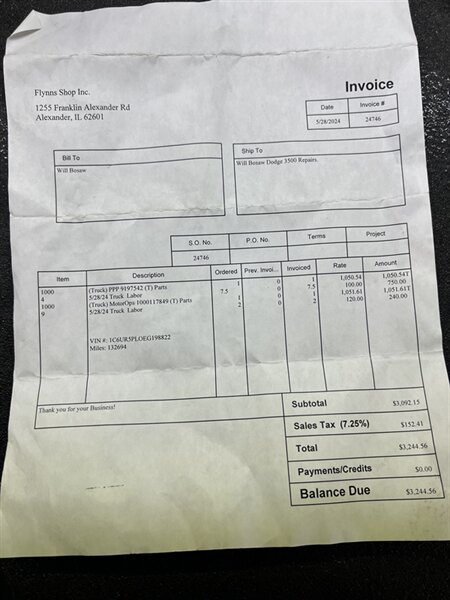 Flynns Shop Inc.
1255 Franklin Alexander Rd
Alexander, IL 62601
Invoice
Date Invoice #
5/28/2024 24746
Bill To
Will Bosaw
Ship To
Will Bosaw Dodge 3500 Repairs.
S.O. No. P.O. No. Terms Project
24746
Item Description Ordered Prev. Invoi... Invoiced Rate Amount
1000 (Truck) PPP 9197542 (T) Parts 1 0 1 1,050.54 1,050.54T
4 5/28/24 Truck Labor 7.5 0 7.5 100.00 750.00
1000 (Truck) MotorOps 1000117849 (T) Parts 1 0 1 1,051.61 1,051.61T
9 5/28/24 Truck Labor 2 0 2 120.00 240.00
VIN #: 1C6UR5PLOEG198822
Miles: 132694
Thank you for your Business!
Subtotal $3,092.15
Sales Tax (7.25%) $152.41
Total $3,244.56
Payments/Credits $0.00
Balance Due $3,244.56